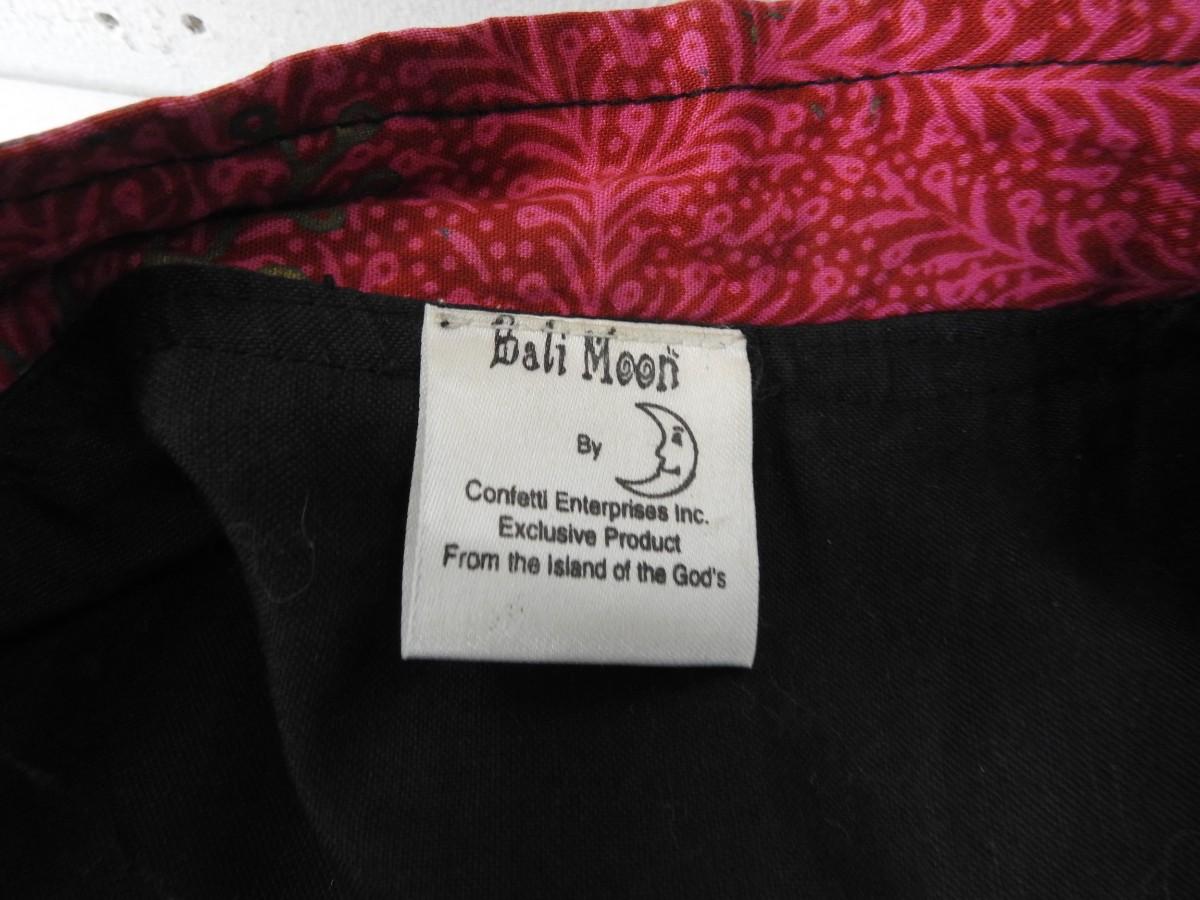 Bali Moon
By
Confetti Enterprises Inc.
Exclusive Product
From the Island of the God's